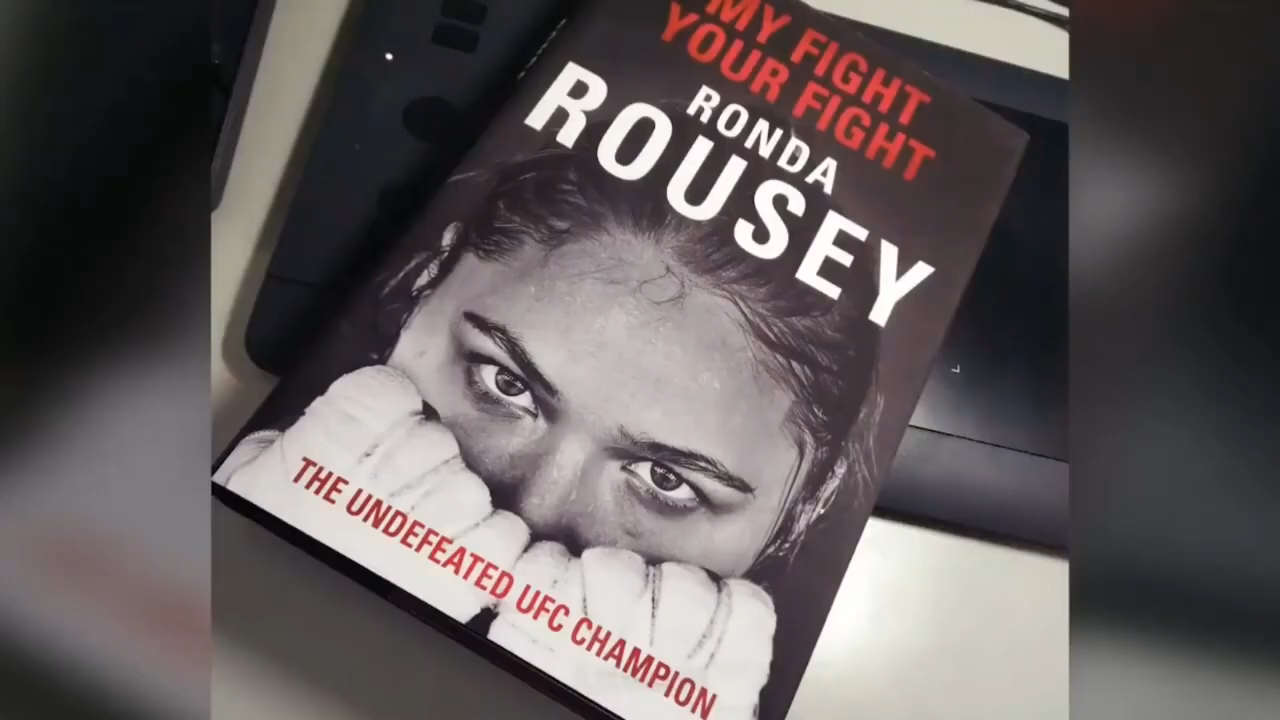 MY FIGHT
YOUR FIGHT
RONDA
ROUSEY
THE UNDEFEATED UFC CHAMPION